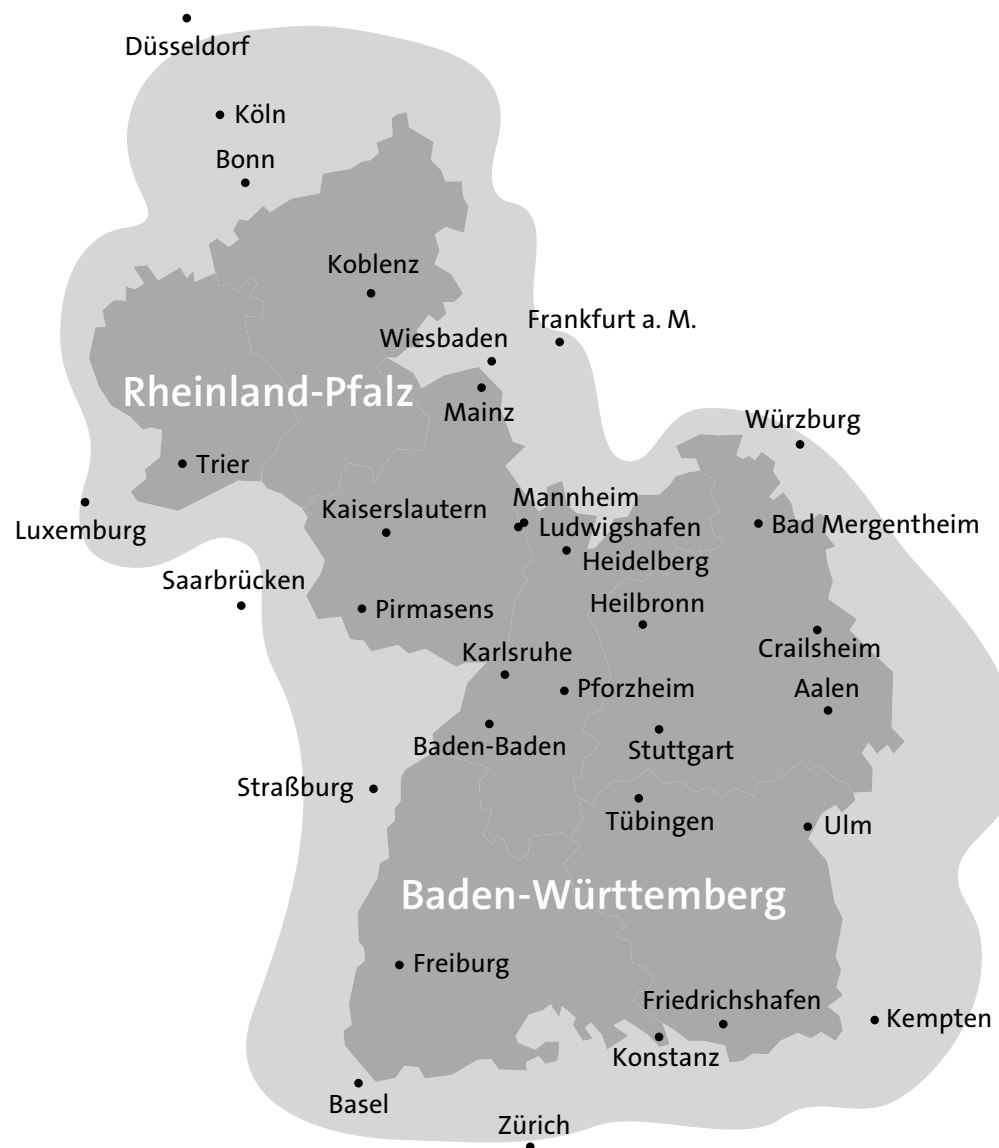 Düsseldorf
Köln
Bonn
Koblenz
Frankfurt a. M.
Wiesbaden
Rheinland-Pfalz
Mainz
Würzburg
Trier
Luxemburg
Kaiserslautern
Mannheim
Ludwigshafen
Bad Mergentheim
Heidelberg
Saarbrücken
Pirmasens
Heilbronn
Crailsheim
Karlsruhe
Pforzheim
Aalen
Baden-Baden
Stuttgart
Straßburg
Tübingen
Ulm
Baden-Württemberg
Freiburg
Friedrichshafen
Kempten
Konstanz
Basel
Zürich